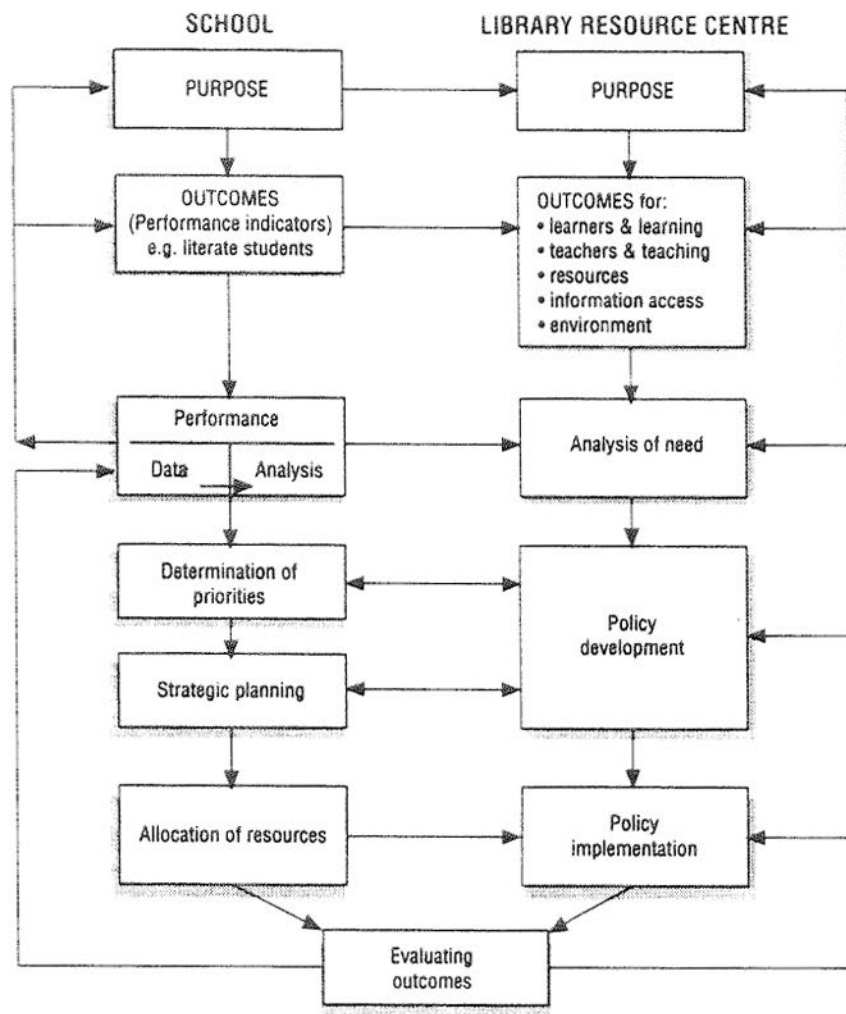 SCHOOL
LIBRARY RESOURCE CENTRE
PURPOSE
PURPOSE
OUTCOMES
(Performance indicators)
e.g. literate students
OUTCOMES for:
• learners & learning
• teachers & teaching
• resources
• information access
• environment
Performance
Data
Analysis
Analysis of need
Determination of
priorities
Policy
development
Strategic planning
Allocation of resources
Policy
implementation
Evaluating
outcomes